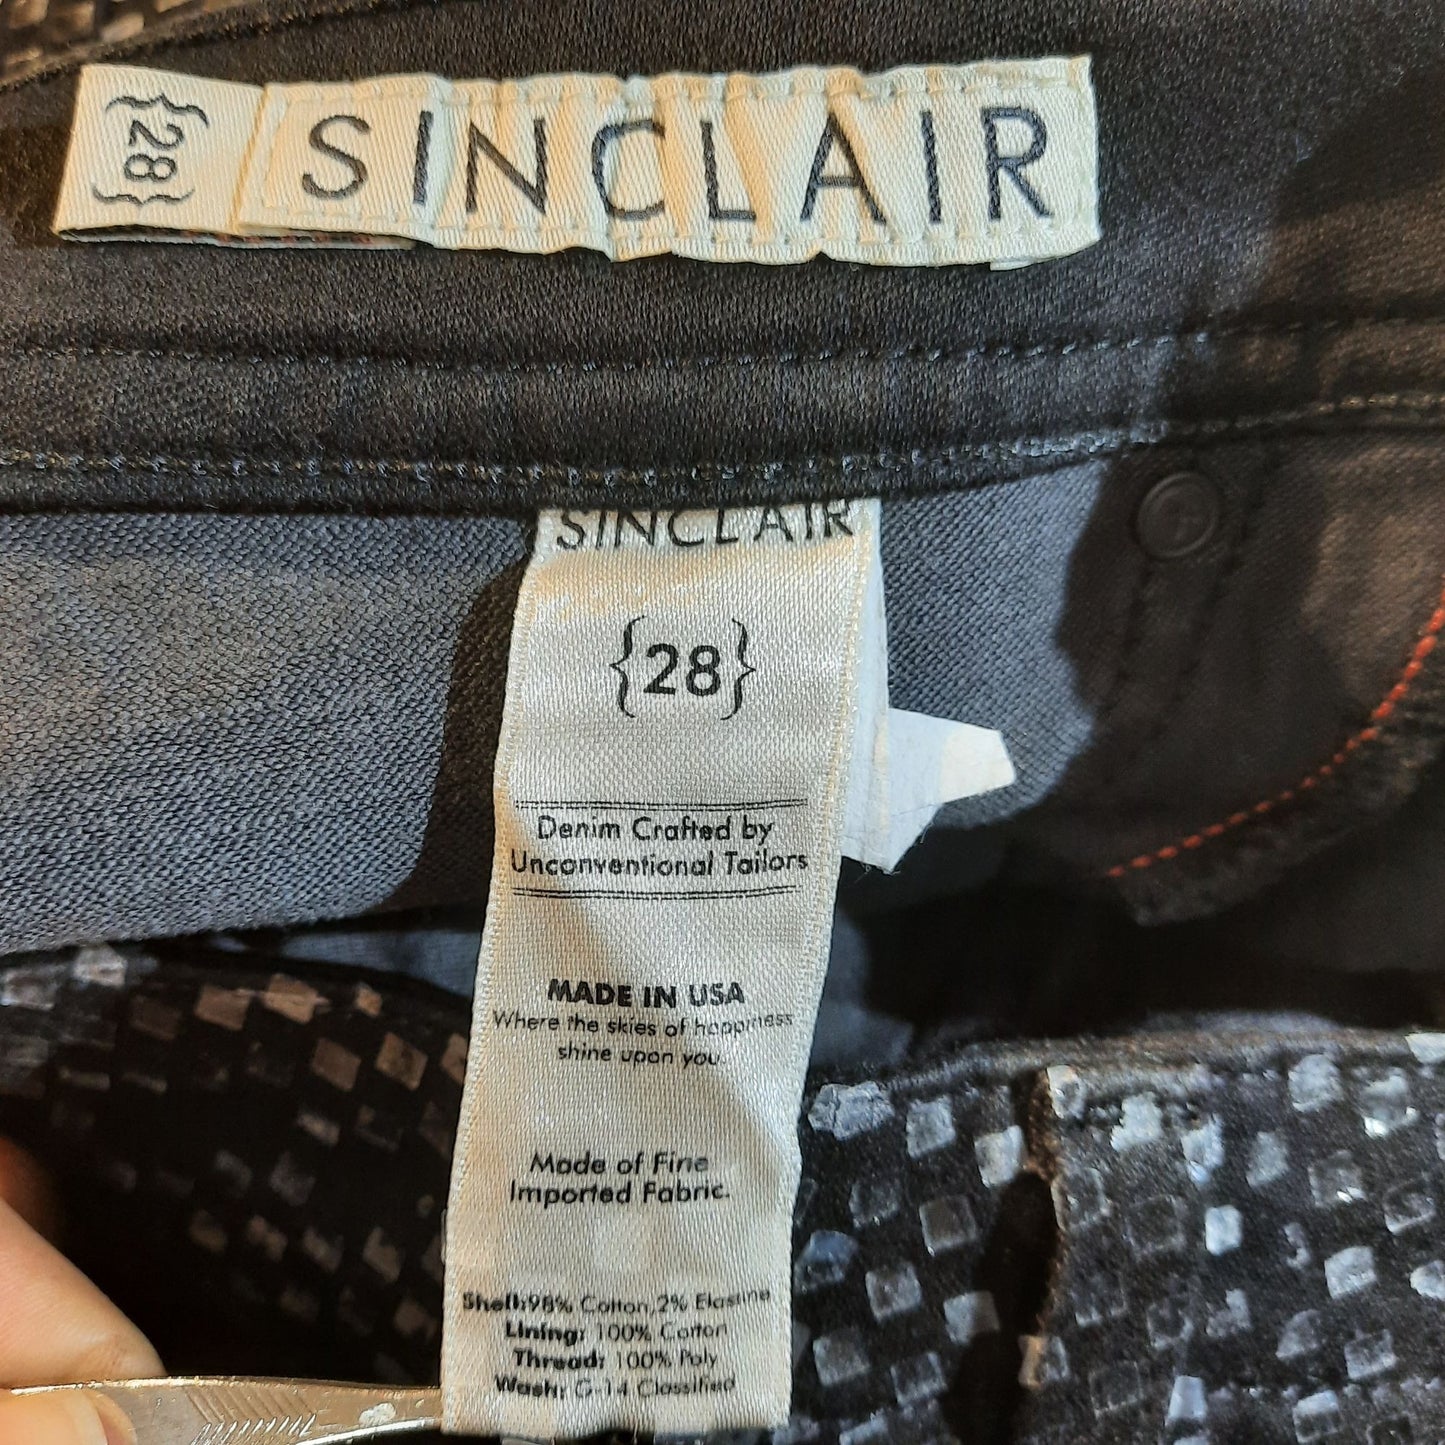 {28}
SINCLAIR
SINCLAIR
{28}
Denim Crafted by
Unconventional Tailors
MADE IN USA
Where the skies of happiness
shine upon you.
Made of Fine
Imported Fabric.
Shell:98% Cotton,2% Elastine
Lining: 100% Cotton
Thread: 100% Poly
Wash: G-14 Classified